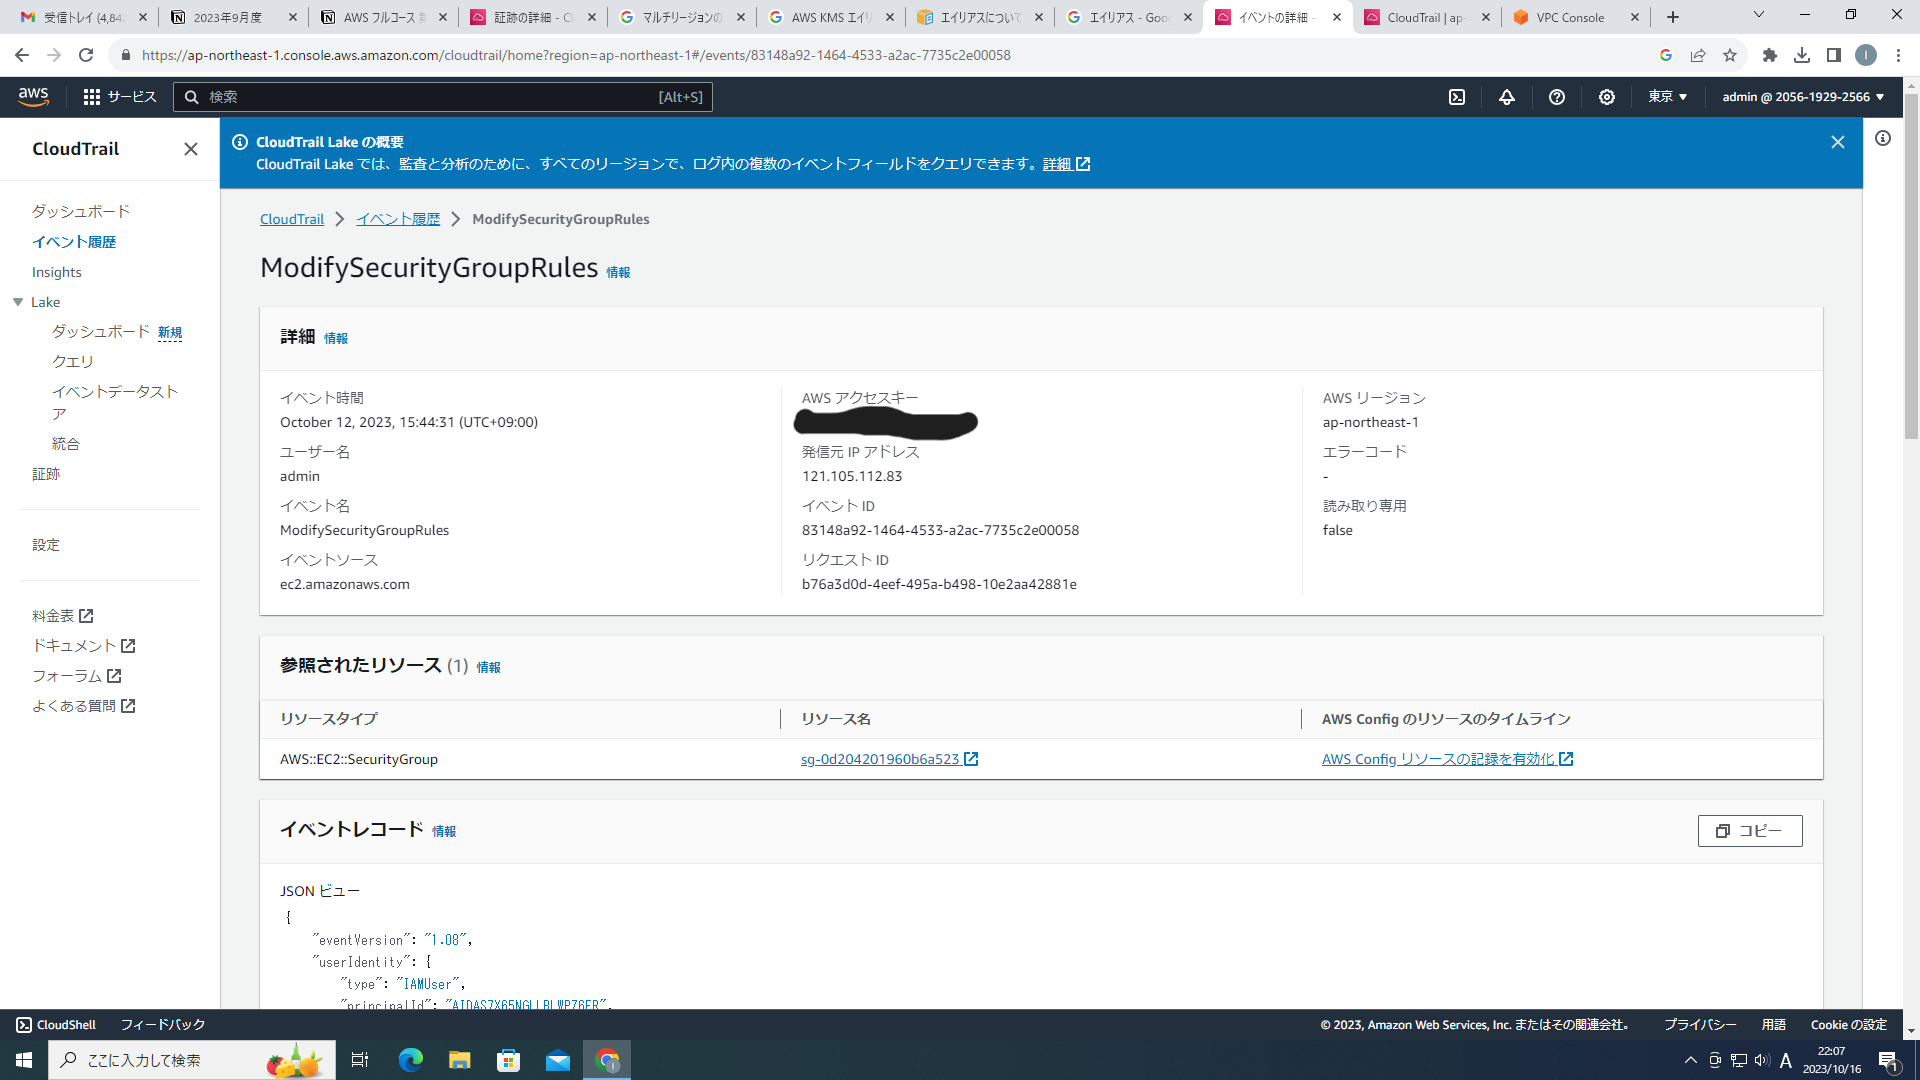 受信トレイ (4,84
2023年9月度
AWS フルコース
証跡の詳細 - Cl
マルチリージョンの
AWS KMS エイリ
エイリアスについて
エイリアス - Goo
イベントの詳細 -
CloudTrail | ap-
VPC Console
https://ap-northeast-1.console.aws.amazon.com/cloudtrail/home?region=ap-northeast-1#/events/83148a92-1464-4533-a2ac-7735c2e00058
aws サービス 検索 [Alt+S] 東京 admin @ 2056-1929-2566
CloudTrail
ダッシュボード
イベント履歴
Insights
Lake
ダッシュボード 新規
クエリ
イベントデータスト
ア
統合
証跡
設定
料金表
ドキュメント
フォーラム
よくある質問
CloudTrail Lake の概要
CloudTrail Lake では、監査と分析のために、すべてのリージョンで、ログ内の複数のイベントフィールドをクエリできます。詳細
CloudTrail イベント履歴 ModifySecurityGroupRules
ModifySecurityGroupRules 情報
詳細 情報
イベント時間
October 12, 2023, 15:44:31 (UTC+09:00)
ユーザー名
admin
イベント名
ModifySecurityGroupRules
イベントソース
ec2.amazonaws.com
AWS アクセスキー
発信元 IP アドレス
121.105.112.83
イベント ID
83148a92-1464-4533-a2ac-7735c2e00058
リクエスト ID
b76a3d0d-4eef-495a-b498-10e2aa42881e
AWS リージョン
ap-northeast-1
エラーコード
-
読み取り専用
false
参照されたリソース (1) 情報
リソースタイプ リソース名 AWS Config のリソースのタイムライン
AWS::EC2::SecurityGroup sg-0d204201960b6a523 AWS Config リソースの記録を有効化
イベントレコード 情報
コピー
JSON ビュー
{
"eventVersion": "1.08",
"userIdentity": {
"type": "IAMUser",
"principalId":
CloudShell フィードバック © 2023, Amazon Web Services, Inc. またはその関連会社。 プライバシー 用語 Cookie の設定
ここに入力して検索
A
22:07
2023/10/16
1